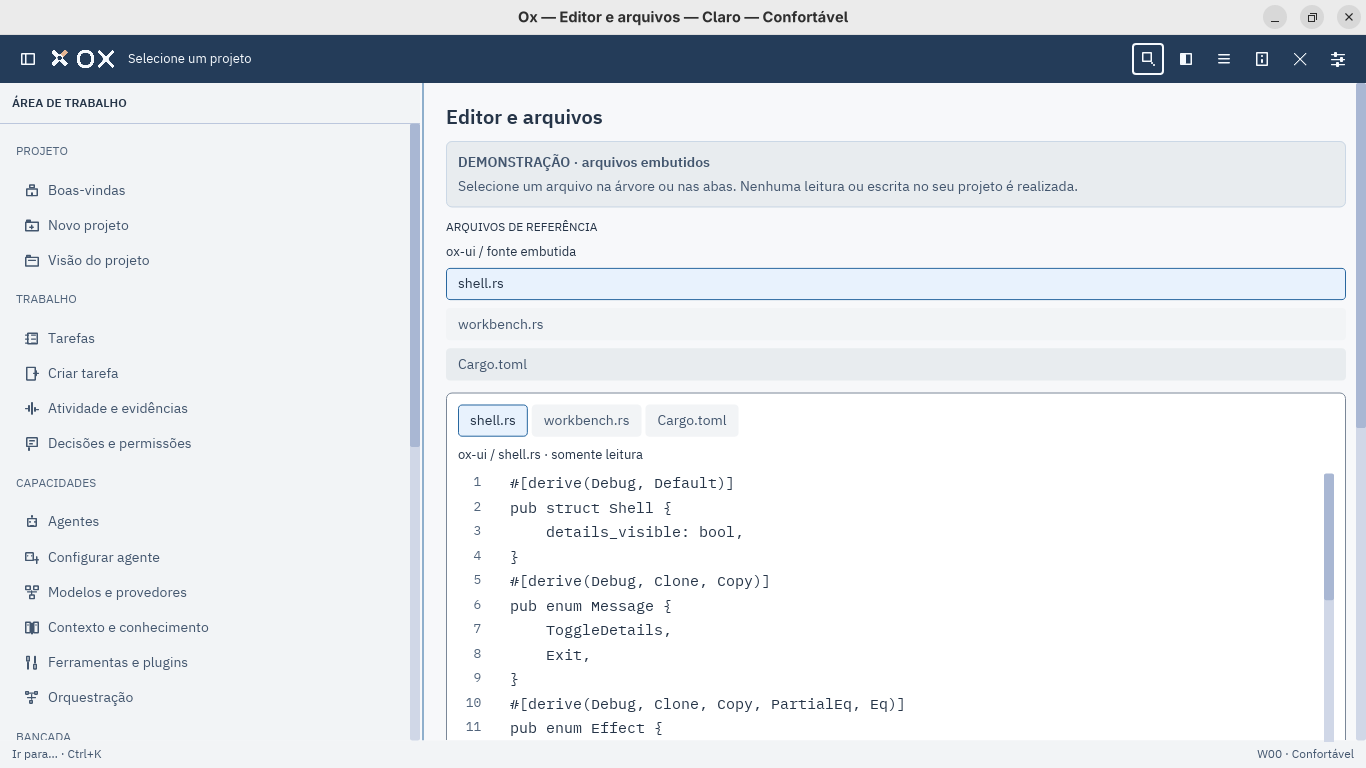 Ox — Editor e arquivos — Claro — Confortável
OX Selecione um projeto
ÁREA DE TRABALHO
PROJETO
Boas-vindas
Novo projeto
Visão do projeto
TRABALHO
Tarefas
Criar tarefa
Atividade e evidências
Decisões e permissões
CAPACIDADES
Agentes
Configurar agente
Modelos e provedores
Contexto e conhecimento
Ferramentas e plugins
Orquestração
BANCADA
Editor e arquivos
DEMONSTRAÇÃO · arquivos embutidos
Selecione um arquivo na árvore ou nas abas. Nenhuma leitura ou escrita no seu projeto é realizada.
ARQUIVOS DE REFERÊNCIA
ox-ui / fonte embutida
shell.rs
workbench.rs
Cargo.toml
shell.rs workbench.rs Cargo.toml
ox-ui / shell.rs · somente leitura
1 #[derive(Debug, Default)]
2 pub struct Shell {
3     details_visible: bool,
4 }
5 #[derive(Debug, Clone, Copy)]
6 pub enum Message {
7     ToggleDetails,
8     Exit,
9 }
10 #[derive(Debug, Clone, Copy, PartialEq, Eq)]
11 pub enum Effect {
Ir para... · Ctrl+K
W00 · Confortável